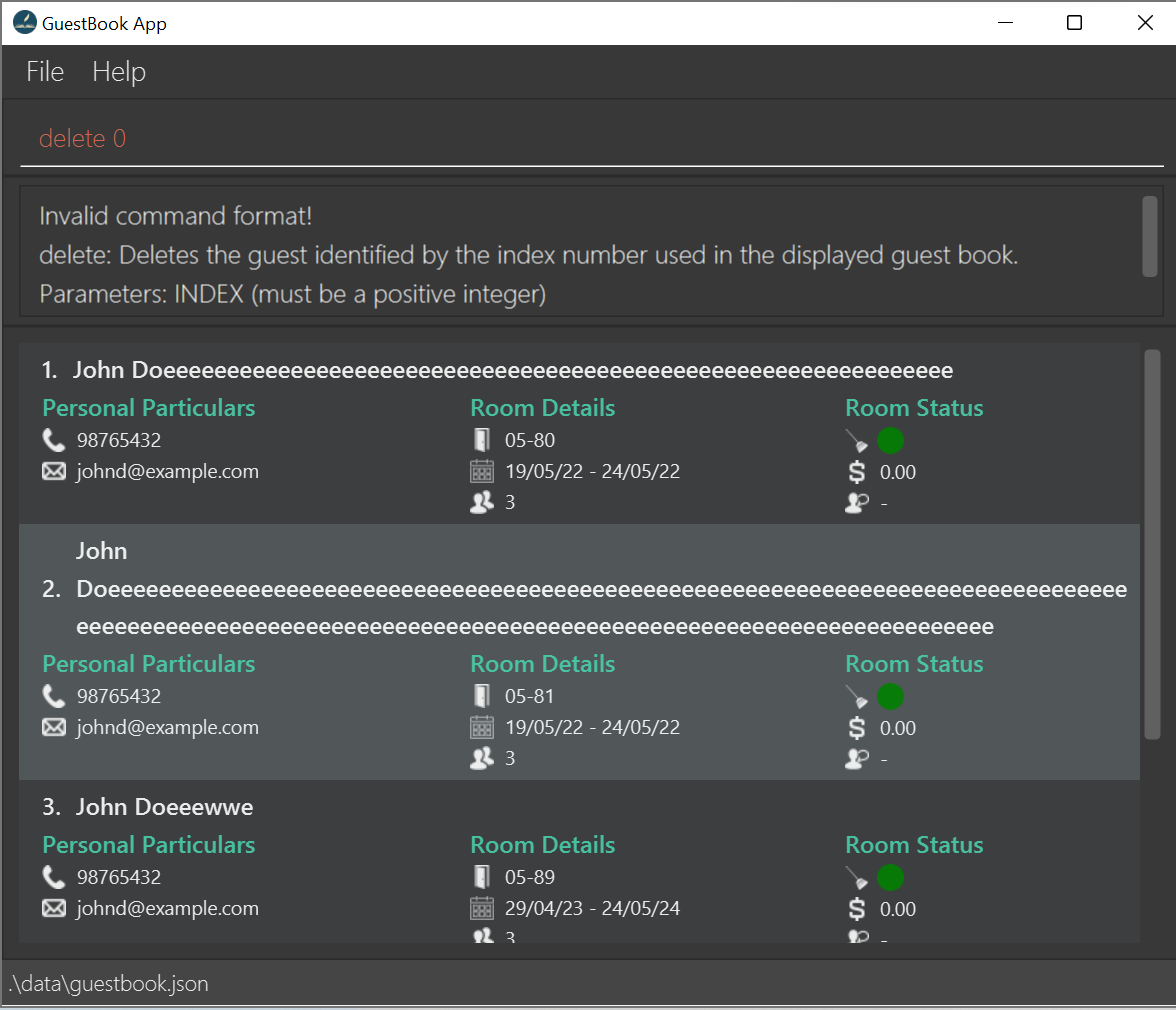 GuestBook App
File Help
delete 0
Invalid command format!
delete: Deletes the guest identified by the index number used in the displayed guest book.
Parameters: INDEX (must be a positive integer)
1. John Doeeeeeeeeeeeeeeeeeeeeeeeeeeeeeeeeeeeeeeeeeeeeeeeeeeeeeeeeeeeeeee
Personal Particulars Room Details Room Status
98765432 05-80
johnd@example.com 19/05/22 - 24/05/22 $ 0.00
3 -
John
2. Doeeeeeeeeeeeeeeeeeeeeeeeeeeeeeeeeeeeeeeeeeeeeeeeeeeeeeeeeeeeeeeeeeeeeeeeeeeeeeeeee
eeeeeeeeeeeeeeeeeeeeeeeeeeeeeeeeeeeeeeeeeeeeeeeeeeeeeeeeeeeeeeeeeeeeeeee
Personal Particulars Room Details Room Status
98765432 05-81
johnd@example.com 19/05/22 - 24/05/22 $ 0.00
3 -
3. John Doeeewwe
Personal Particulars Room Details Room Status
98765432 05-89
johnd@example.com 29/04/23 - 24/05/24 $ 0.00
3 -
.\data\guestbook.json